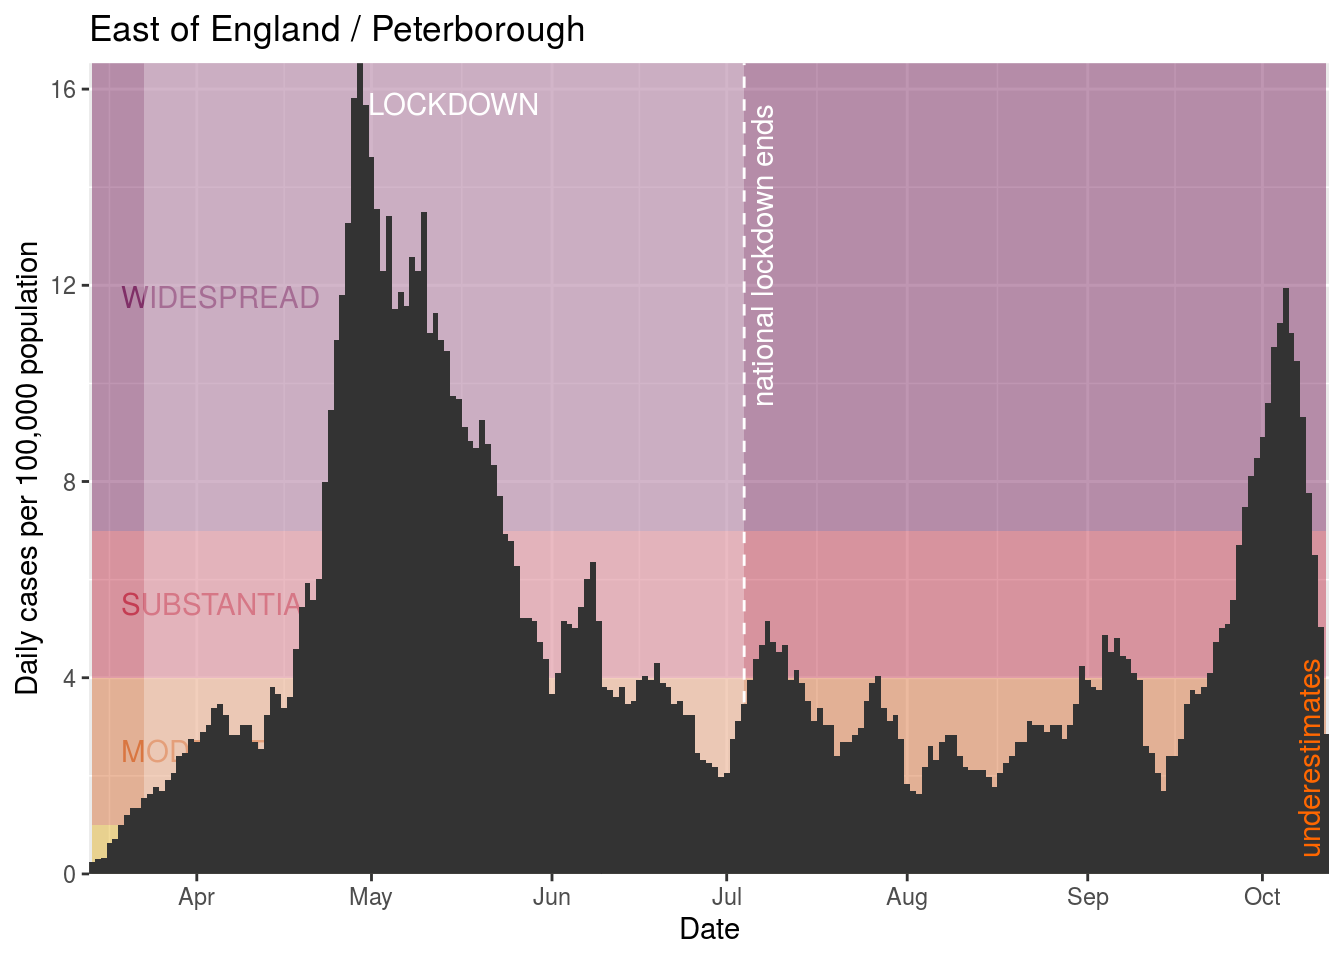 East of England / Peterborough
Daily cases per 100,000 population
16
12
8
4
0
LOCKDOWN
national lockdown ends
WIDESPREAD
SUBSTANTIA
MOD
underestimates
Apr
May
Jun
Jul
Aug
Sep
Oct
Date